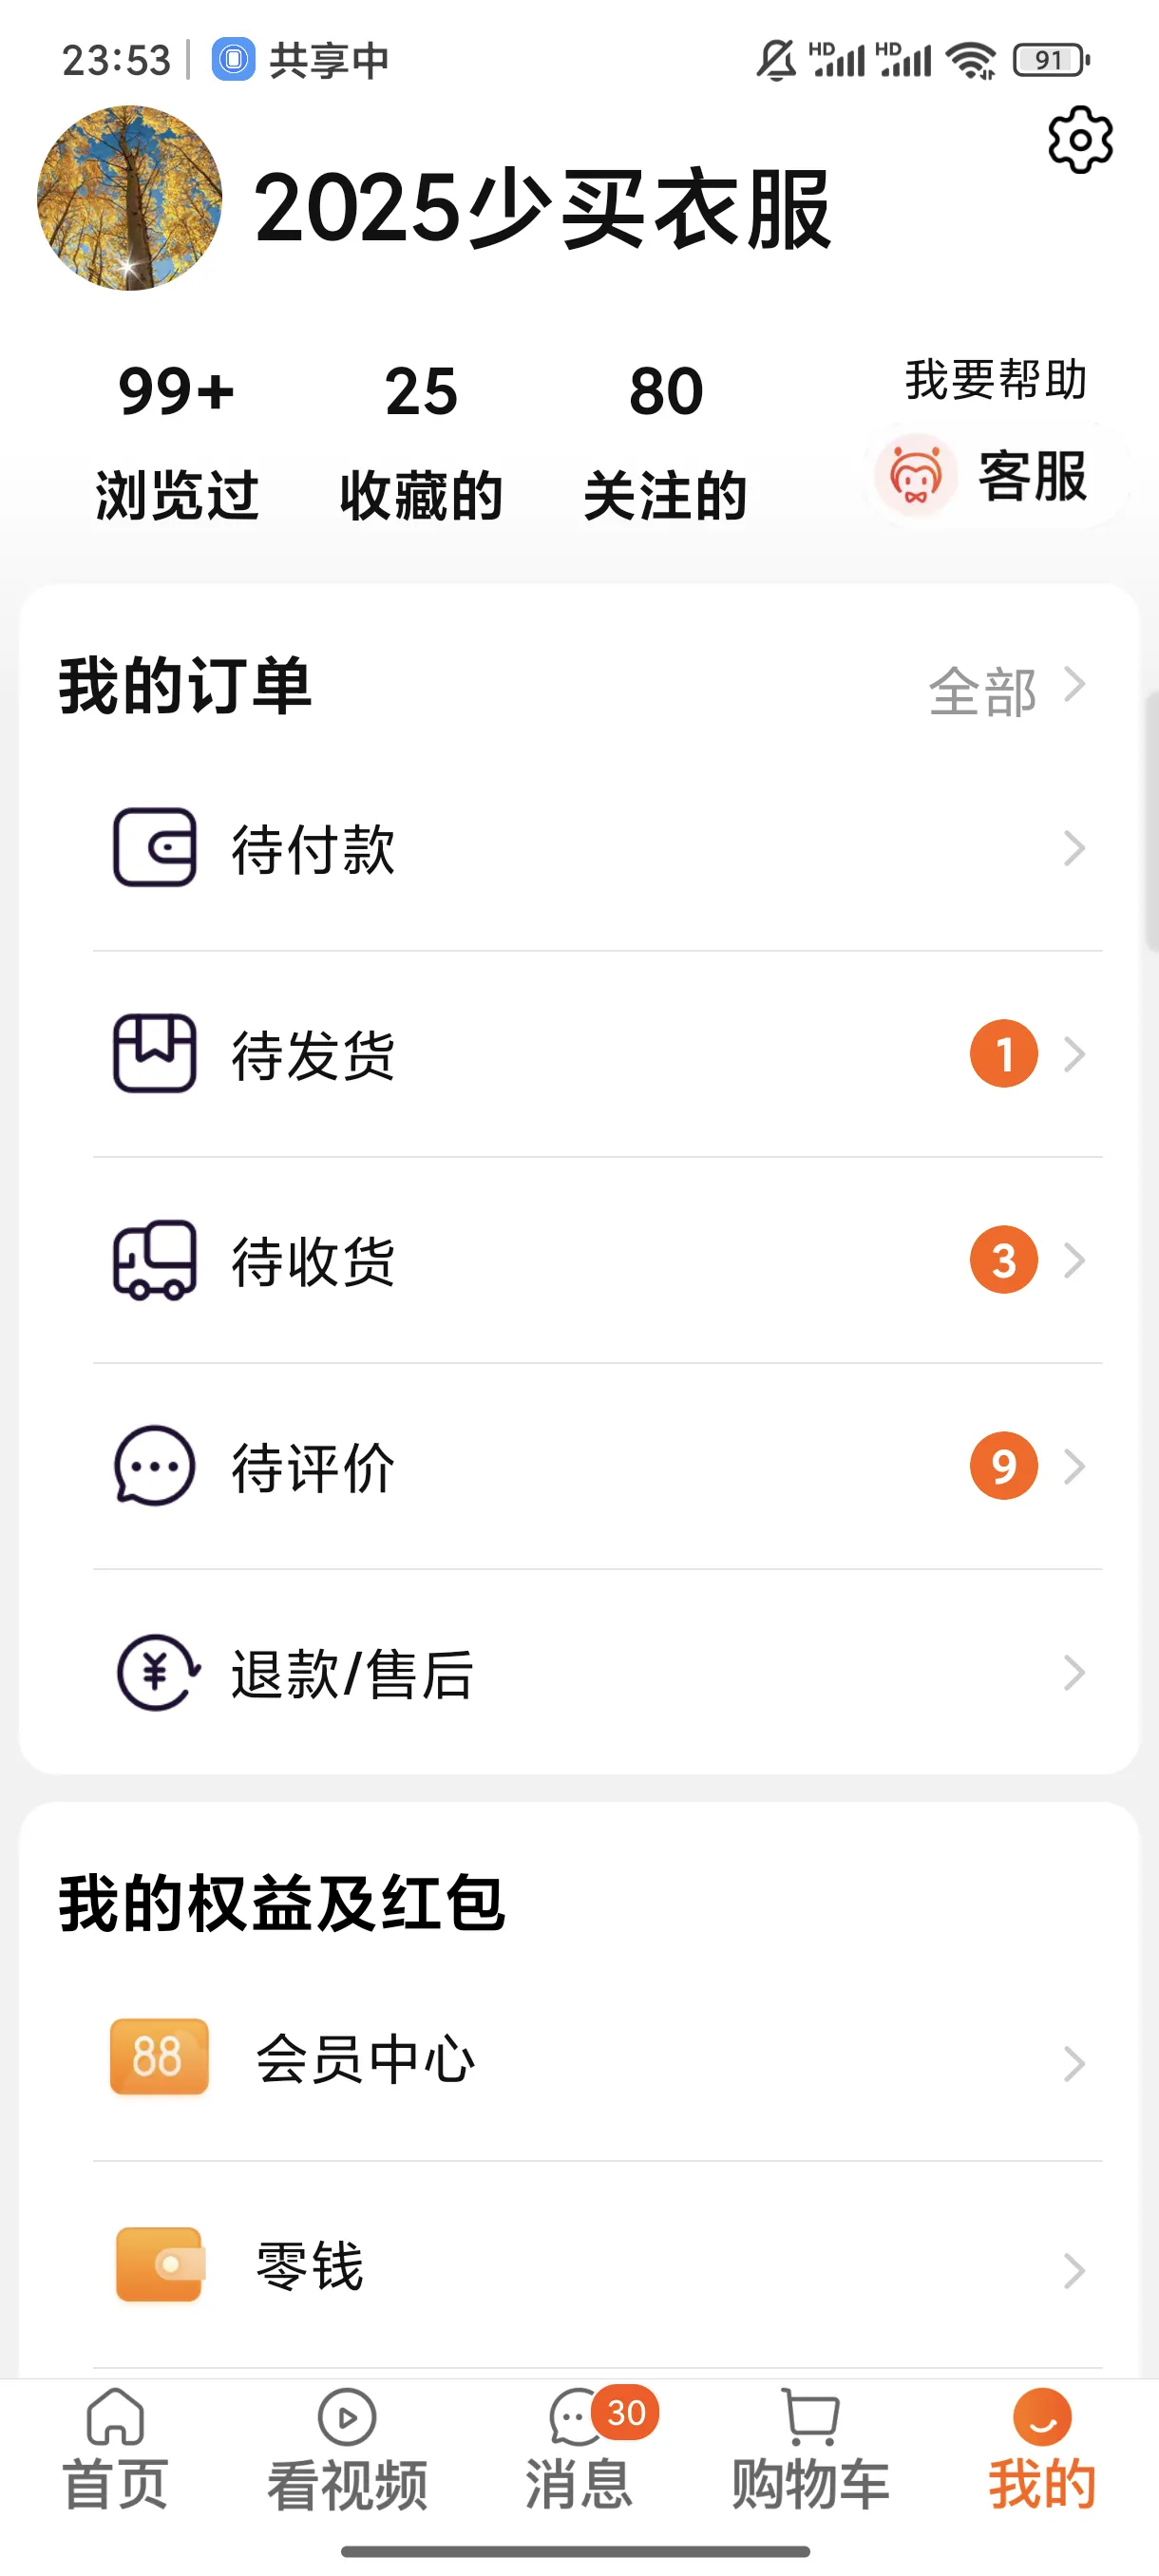 23:53 共享中 HD HD 91
2025少买衣服
99+ 25 80 我要帮助
浏览过 收藏的 关注的 客服
我的订单 全部
待付款
待发货 1
待收货 3
待评价 9
退款/售后
我的权益及红包
88 会员中心
零钱
30
首页 看视频 消息 购物车 我的